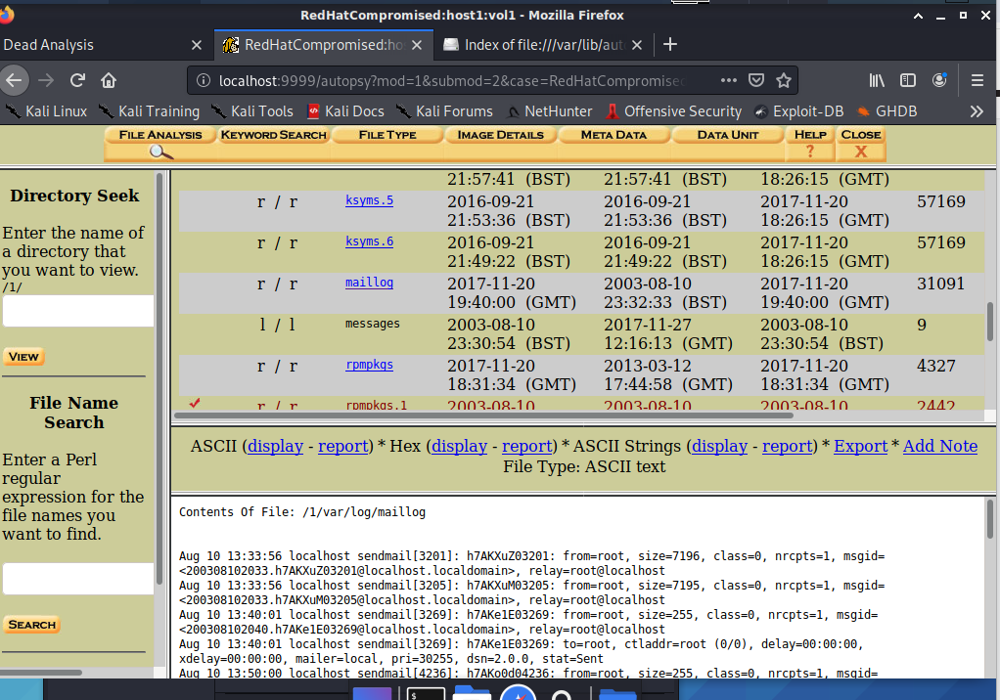 RedHatCompromised:host1:vol1 - Mozilla Firefox
Dead Analysis
RedHatCompromised:ho
Index of file:///var/lib/aut
localhost:9999/autopsy?mod=1&submod=2&case=RedHatCompromised
Kali Linux Kali Training Kali Tools Kali Docs Kali Forums NetHunter Offensive Security Exploit-DB GHDB
FILE ANALYSIS KEYWORD SEARCH FILE TYPE IMAGE DETAILS META DATA DATA UNIT HELP CLOSE
? X
Directory Seek
Enter the name of
a directory that
you want to view.
/1/
VIEW
File Name
Search
Enter a Perl
regular
expression for the
file names you
want to find.
SEARCH
21:57:41 (BST) 21:57:41 (BST) 18:26:15 (GMT)
r / r ksyms.5 2016-09-21 2016-09-21 2017-11-20 57169
21:53:36 (BST) 21:53:36 (BST) 18:26:15 (GMT)
r / r ksyms.6 2016-09-21 2016-09-21 2017-11-20 57169
21:49:22 (BST) 21:49:22 (BST) 18:26:15 (GMT)
r / r maillog 2017-11-20 2003-08-10 2017-11-20 31091
19:40:00 (GMT) 23:32:33 (BST) 19:40:00 (GMT)
l / l messages 2003-08-10 2017-11-27 2003-08-10 9
23:30:54 (BST) 12:16:13 (GMT) 23:30:54 (BST)
r / r rpmpkgs 2017-11-20 2013-03-12 2017-11-20 4327
18:31:34 (GMT) 17:44:58 (GMT) 18:31:34 (GMT)
r / r rpmpkgs.1 2003-08-10 2003-08-10 2003-08-10 2442
ASCII (display - report) * Hex (display - report) * ASCII Strings (display - report) * Export * Add Note
File Type: ASCII text
Contents Of File: /1/var/log/maillog
Aug 10 13:33:56 localhost sendmail[3201]: h7AKXuZ03201: from=root, size=7196, class=0, nrcpts=1, msgid=
<200308102033.h7AKXuZ03201@localhost.localdomain>, relay=root@localhost
Aug 10 13:33:56 localhost sendmail[3205]: h7AKXuM03205: from=root, size=7195, class=0, nrcpts=1, msgid=
<200308102033.h7AKXuM03205@localhost.localdomain>, relay=root@localhost
Aug 10 13:40:01 localhost sendmail[3269]: h7AKe1E03269: from=root, size=255, class=0, nrcpts=1, msgid=
<200308102040.h7AKe1E03269@localhost.localdomain>, relay=root@localhost
Aug 10 13:40:01 localhost sendmail[3269]: h7AKe1E03269: to=root, ctladdr=root (0/0), delay=00:00:00,
xdelay=00:00:00, mailer=local, pri=30255, dsn=2.0.0, stat=Sent
Aug 10 13:50:00 localhost sendmail[4236]: h7AKo0d04236: from=root, size=255, class=0, nrcpts=1, msgid=